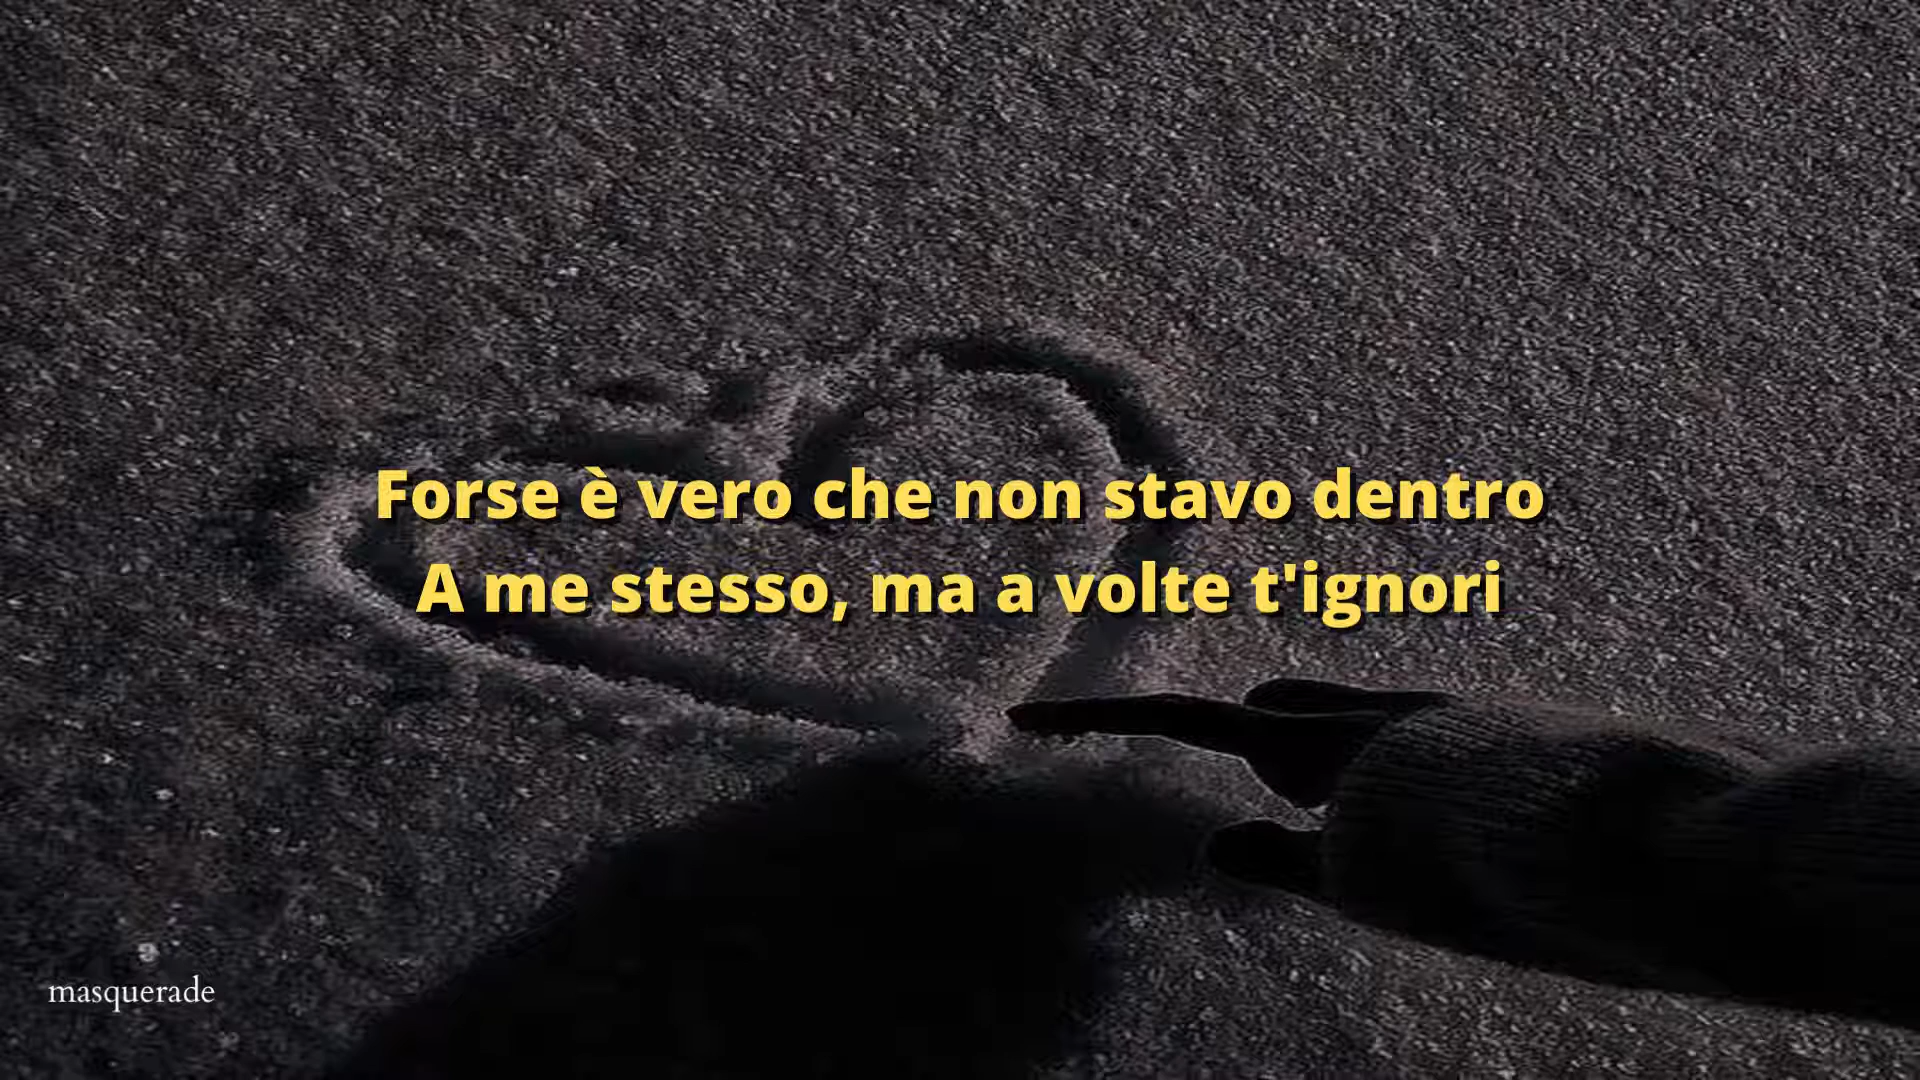 Forse è vero che non stavo dentro
A me stesso, ma a volte t'ignori
masquerade